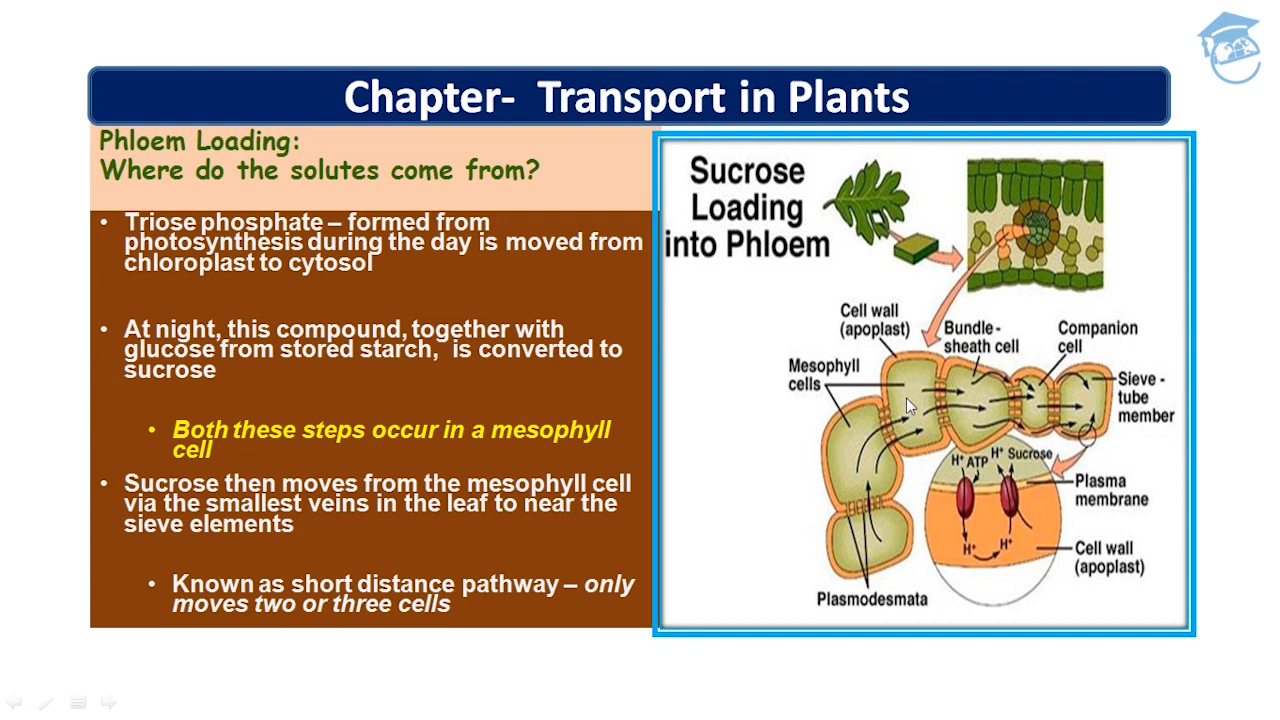 Chapter- Transport in Plants
Phloem Loading:
Where do the solutes come from?
• Triose phosphate – formed from
photosynthesis during the day is moved from
chloroplast to cytosol
• At night, this compound, together with
glucose from stored starch, is converted to
sucrose
• Both these steps occur in a mesophyll
cell
• Sucrose then moves from the mesophyll cell
via the smallest veins in the leaf to near the
sieve elements
• Known as short distance pathway – only
moves two or three cells
Sucrose
Loading
into Phloem
Cell wall
(apoplast)
Bundle-
sheath cell
Companion
cell
Mesophyll
cells
Sieve-
tube
member
H+ ATP H+ Sucrose
Plasma
membrane
H+ H+
Cell wall
(apoplast)
Plasmodesmata